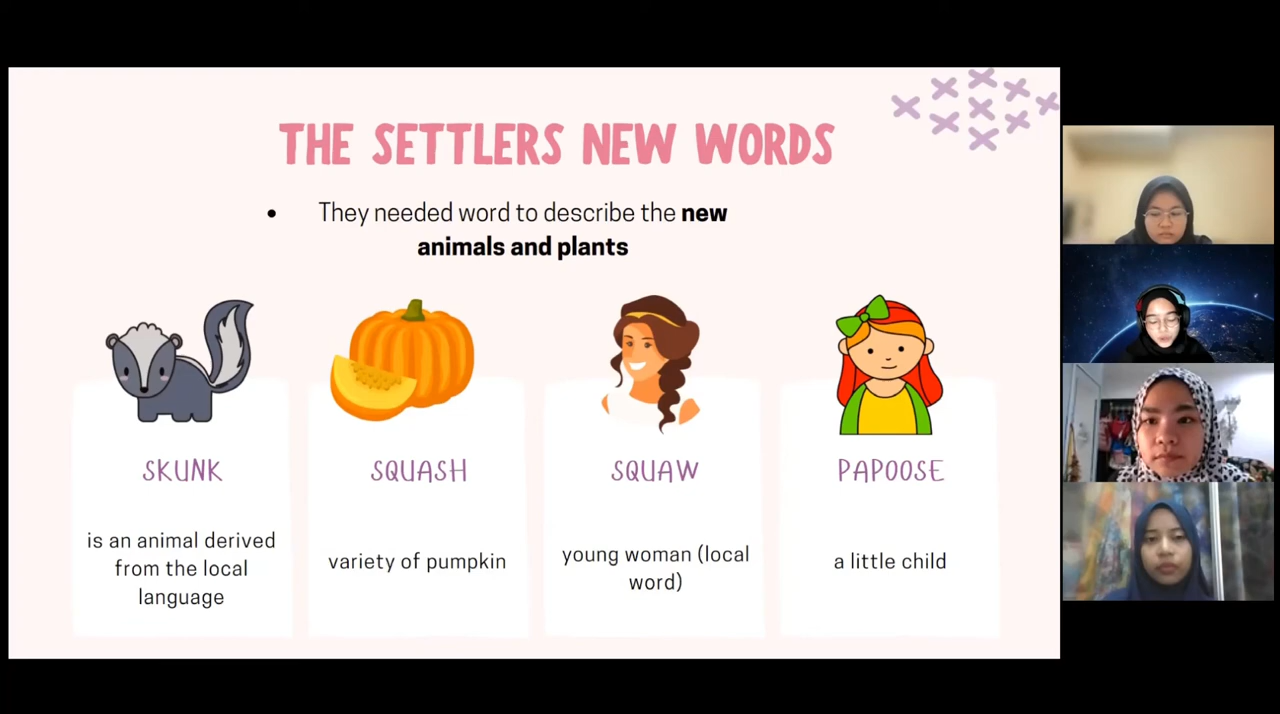 THE SETTLERS NEW WORDS
• They needed word to describe the new
animals and plants
SKUNK
is an animal derived
from the local
language
SQUASH
variety of pumpkin
SQUAW
young woman (local
word)
PAPOOSE
a little child